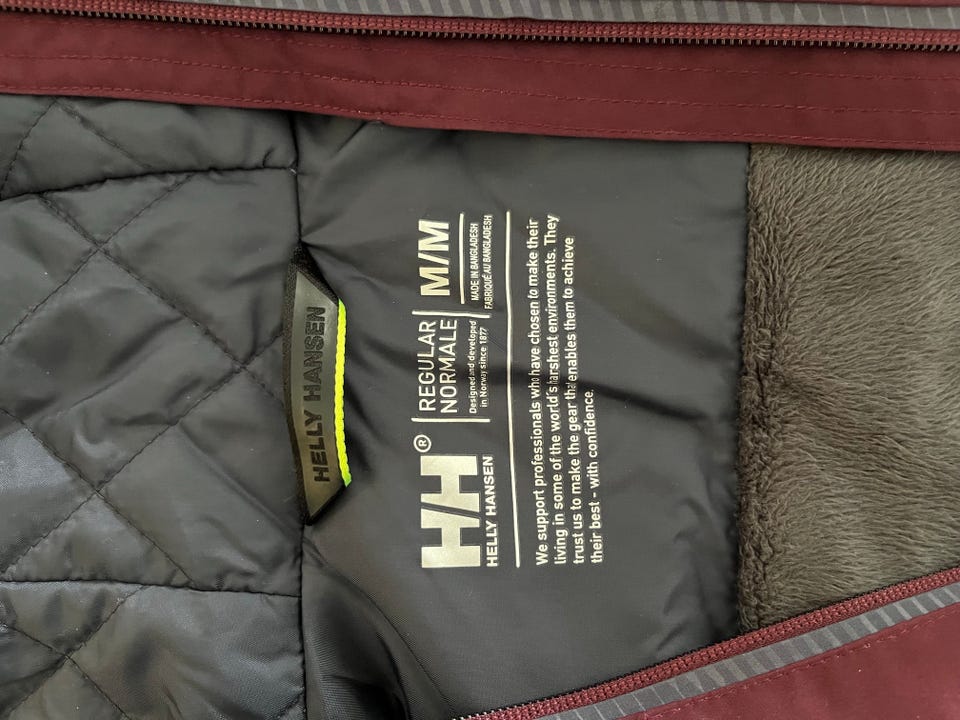 HELLY HANSEN
HH®
HELLY HANSEN
REGULAR
NORMALE
Designed and developed
in Norway since 1877
M/M
MADE IN BANGLADESH
FABRIQUÉ AU BANGLADESH
We support professionals who have chosen to make their
living in some of the world's harshest environments. They
trust us to make the gear that enables them to achieve
their best - with confidence.